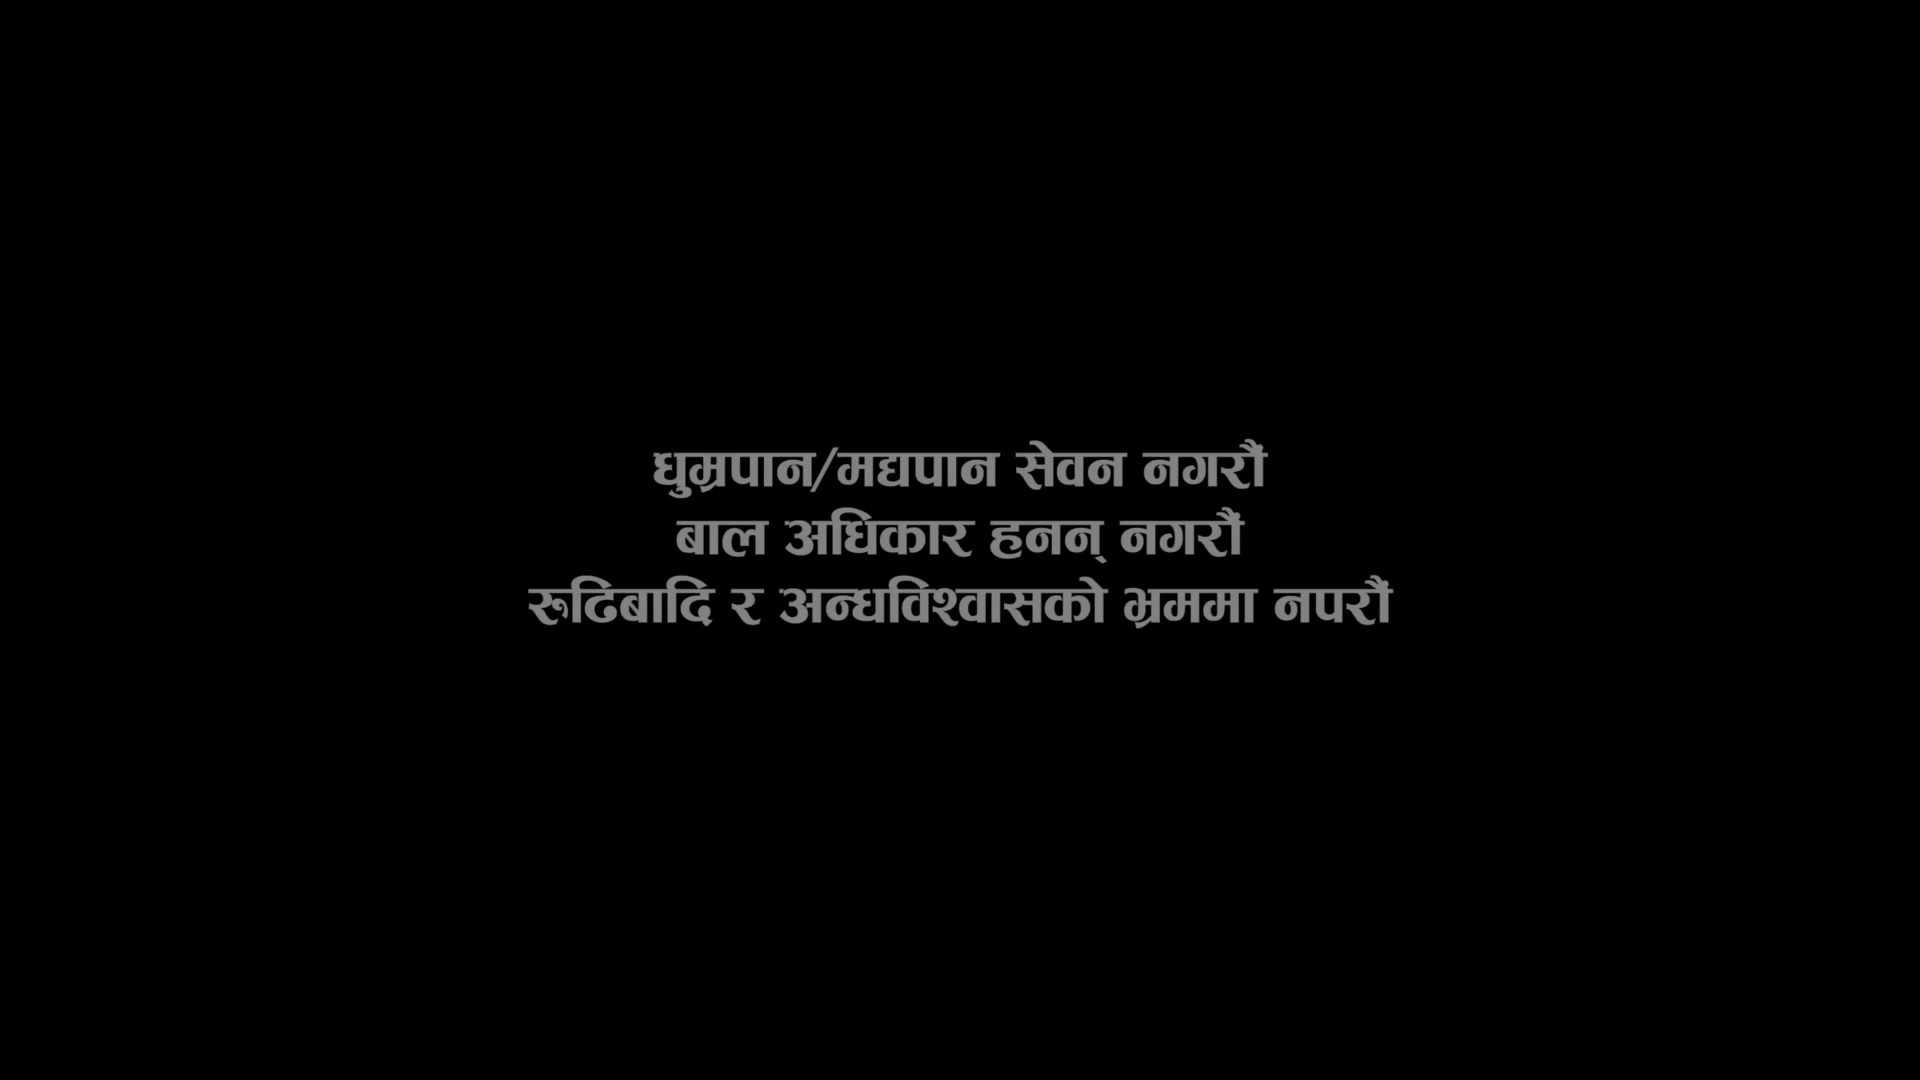 धुम्रपान/मद्यपान सेवन नगरौं
बाल अधिकार हनन् नगरौं
रुढिबादि र अन्धविश्वासको भ्रममा नपरौं